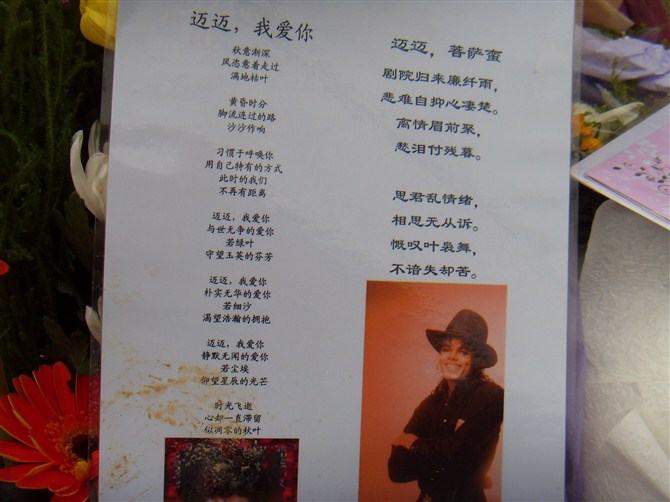 迈迈，我爱你
秋意渐深
风恣意着走过
满地枯叶
黄昏时分
脚流连过的路
沙沙作响
习惯于呼唤你
用自己特有的方式
此时的我们
不再有距离
迈迈，我爱你
与世无争的爱你
若绿叶
守望玉英的芬芳
迈迈，我爱你
朴实无华的爱你
若细沙
渴望浩瀚的拥抱
迈迈，我爱你
静默无闻的爱你
若尘埃
仰望星辰的光芒
时光飞逝
心却一直滞留
似凋零的秋叶
迈迈，菩萨蛮
剧院归来廉纤雨，
悲难自抑心凄楚。
离情眉前聚，
愁泪付残暮。
思君乱情绪，
相思无从诉。
慨叹叶袅舞，
不谙失却苦。